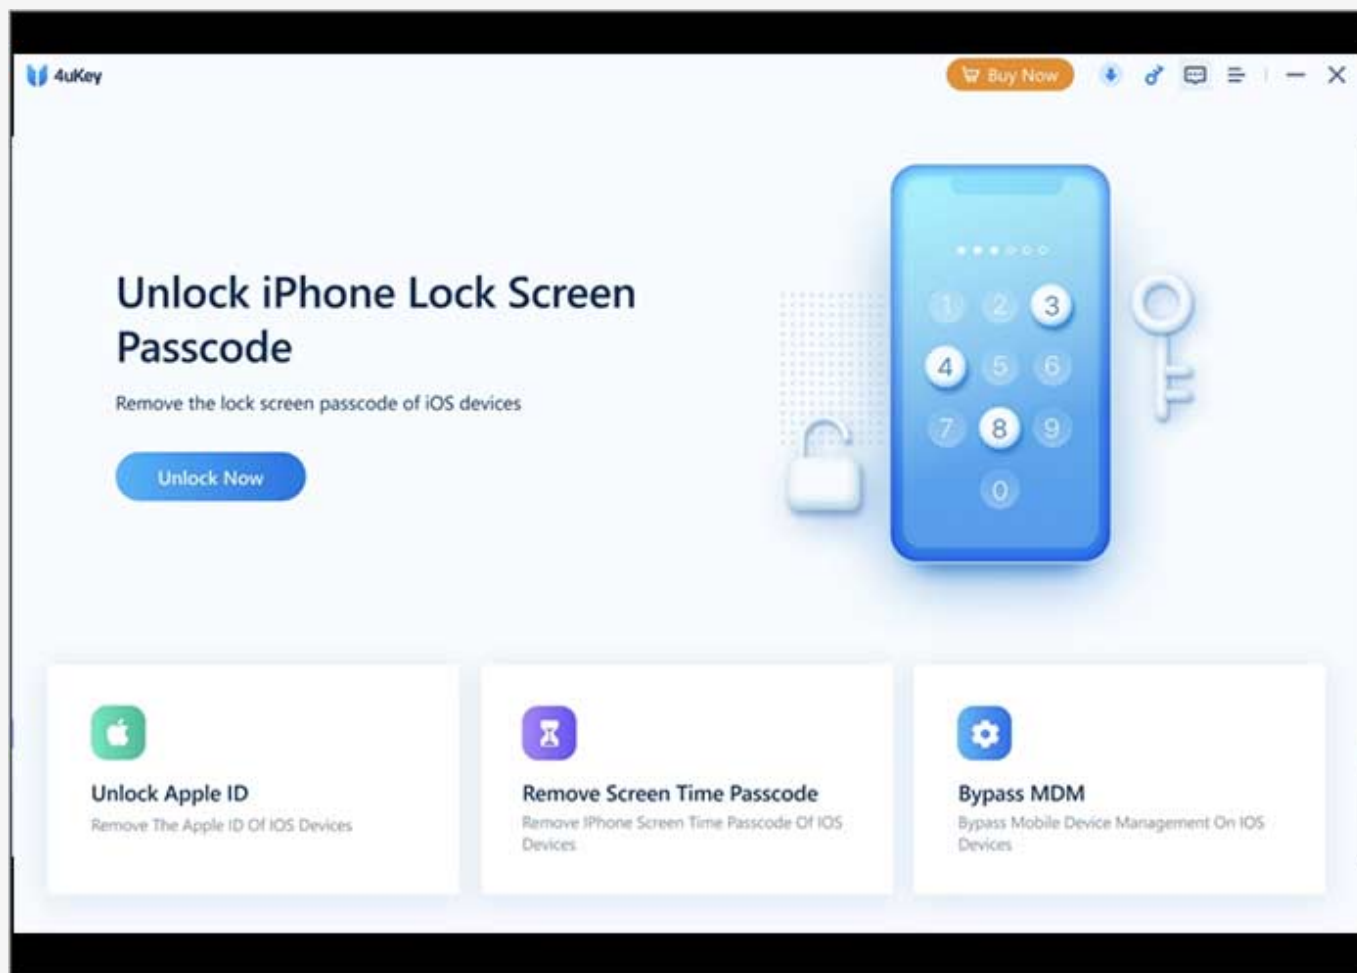 4uKey
Buy Now
Unlock iPhone Lock Screen
Passcode
Remove the lock screen passcode of iOS devices
Unlock Now
1 2 3
4 5 6
7 8 9
0
Unlock Apple ID
Remove The Apple ID Of IOS Devices
Remove Screen Time Passcode
Remove IPhone Screen Time Passcode Of IOS
Devices
Bypass MDM
Bypass Mobile Device Management On IOS
Devices